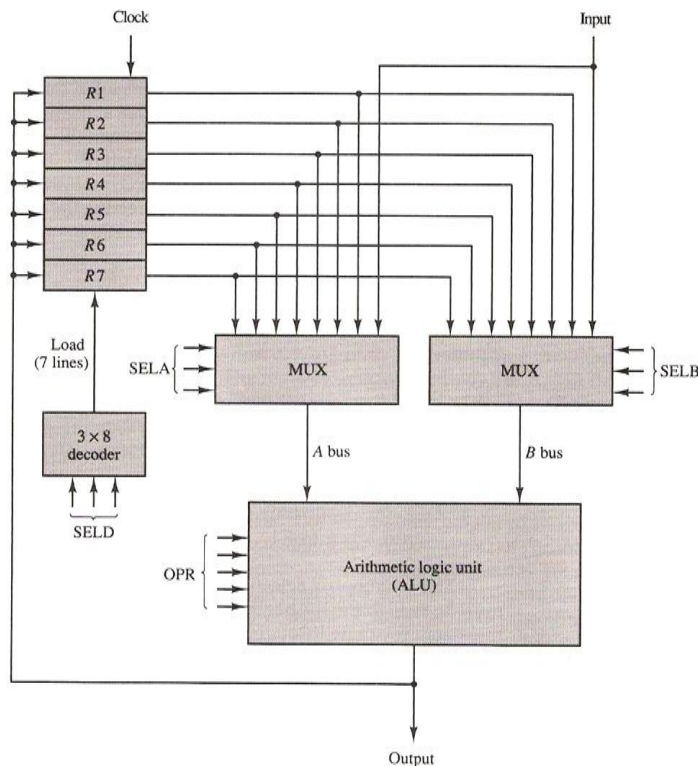 Clock
Input
R1
R2
R3
R4
R5
R6
R7
Load
(7 lines)
SELA
MUX
MUX
SELB
3 × 8
decoder
A bus
B bus
SELD
OPR
Arithmetic logic unit
(ALU)
Output